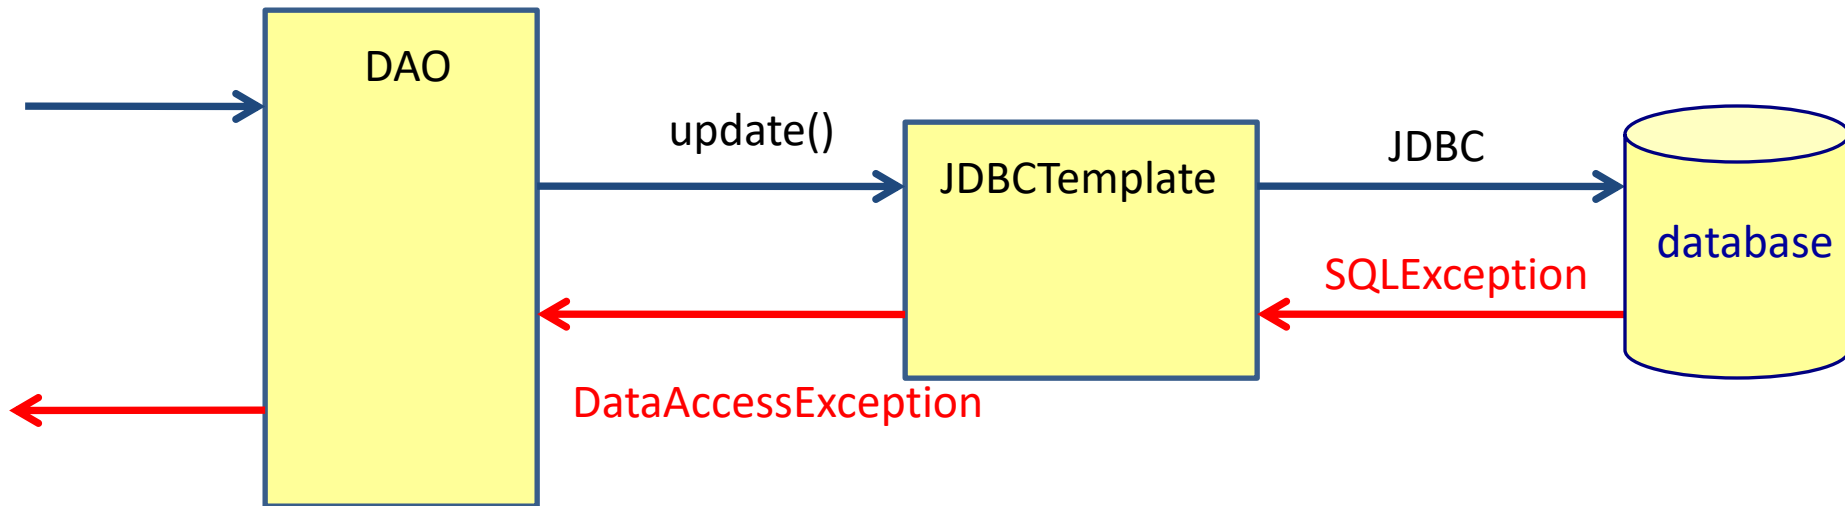 DAO
update()
JDBC
JDBCTemplate
database
SQLException
DataAccessException